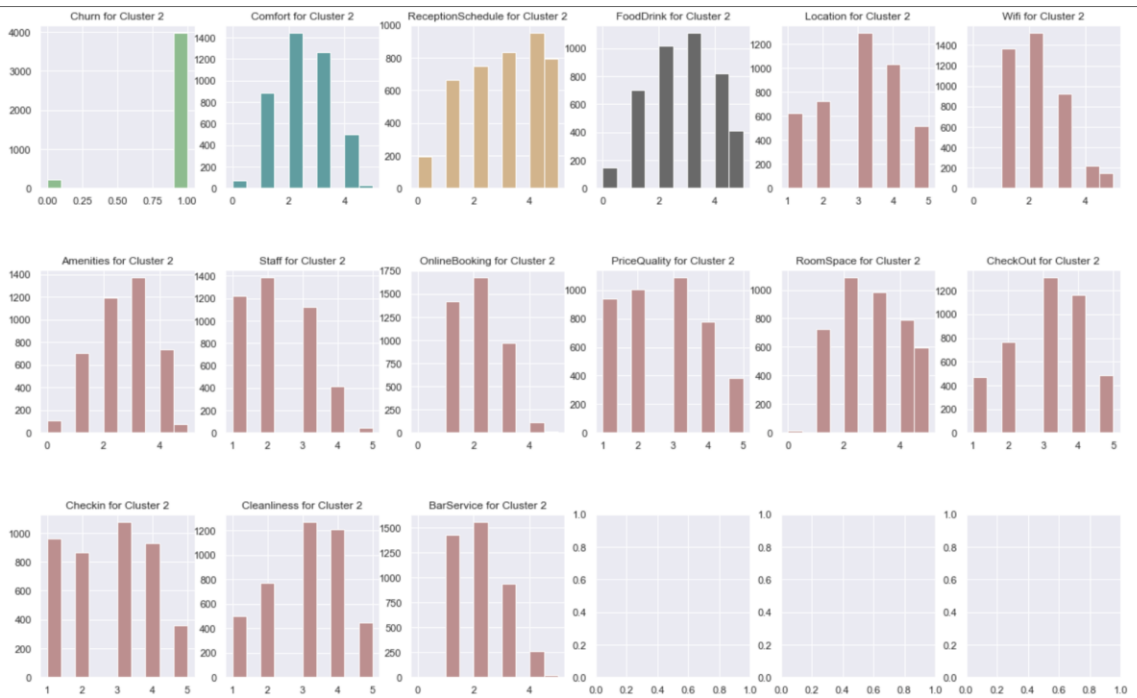 Churn for Cluster 2 Comfort for Cluster 2 ReceptionSchedule for Cluster 2 FoodDrink for Cluster 2 Location for Cluster 2 Wifi for Cluster 2
4000 3000 2000 1000 0
1400 1200 1000 800 600 400 200 0
1000 800 600 400 200 0
1000 800 600 400 200 0
1200 1000 800 600 400 200 0
1400 1200 1000 800 600 400 200 0
0.00 0.25 0.50 0.75 1.00 0 2 4 0 2 4 0 2 4 1 2 3 4 5 0 2 4
Amenities for Cluster 2 Staff for Cluster 2 OnlineBooking for Cluster 2 PriceQuality for Cluster 2 RoomSpace for Cluster 2 CheckOut for Cluster 2
1400 1200 1000 800 600 400 200 0
1400 1200 1000 800 600 400 200 0
1750 1500 1250 1000 750 500 250 0
1000 800 600 400 200 0
1000 800 600 400 200 0
1200 1000 800 600 400 200 0
0 2 4 1 2 3 4 5 0 2 4 1 2 3 4 5 0 2 4 1 2 3 4 5
Checkin for Cluster 2 Cleanliness for Cluster 2 BarService for Cluster 2
1000 800 600 400 200 0
1200 1000 800 600 400 200 0
1500 1250 1000 750 500 250 0
1.0 0.8 0.6 0.4 0.2 0.0
1.0 0.8 0.6 0.4 0.2 0.0
1.0 0.8 0.6 0.4 0.2 0.0
1 2 3 4 5 1 2 3 4 5 0 2 4 0.0 0.2 0.4 0.6 0.8 1.0 0.0 0.2 0.4 0.6 0.8 1.0 0.0 0.2 0.4 0.6 0.8 1.0